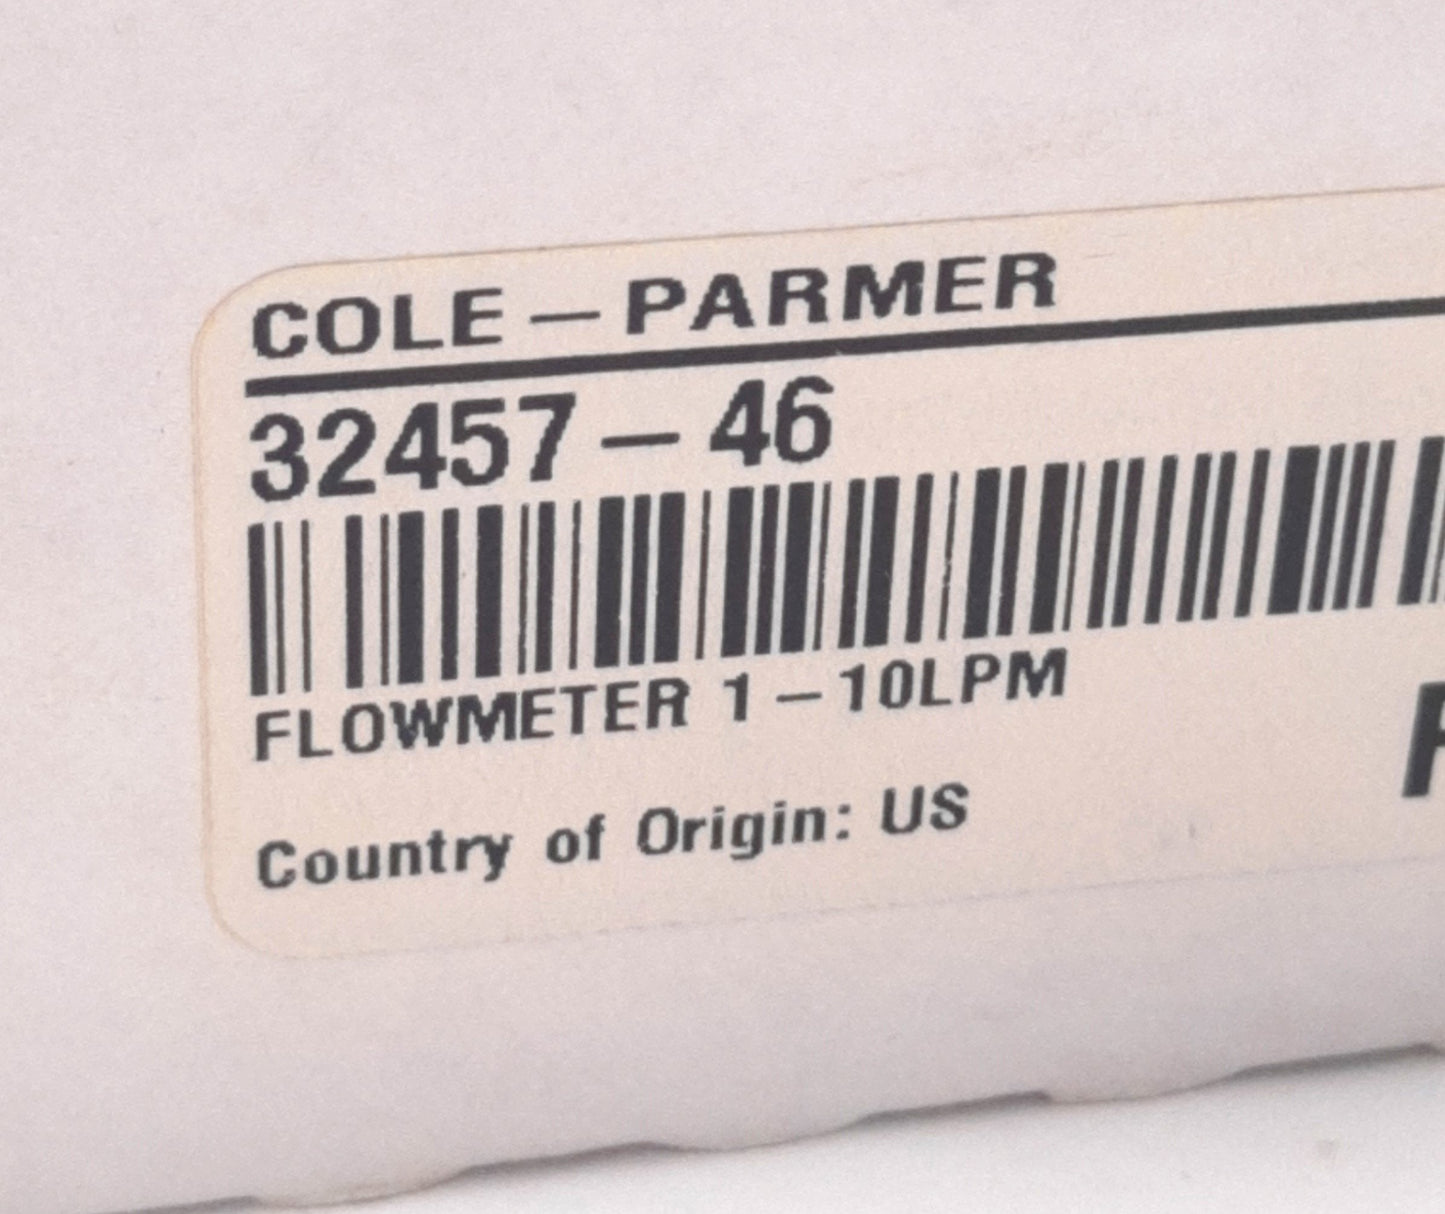 COLE-PARMER
32457-46
FLOWMETER 1-10LPM
Country of Origin: US